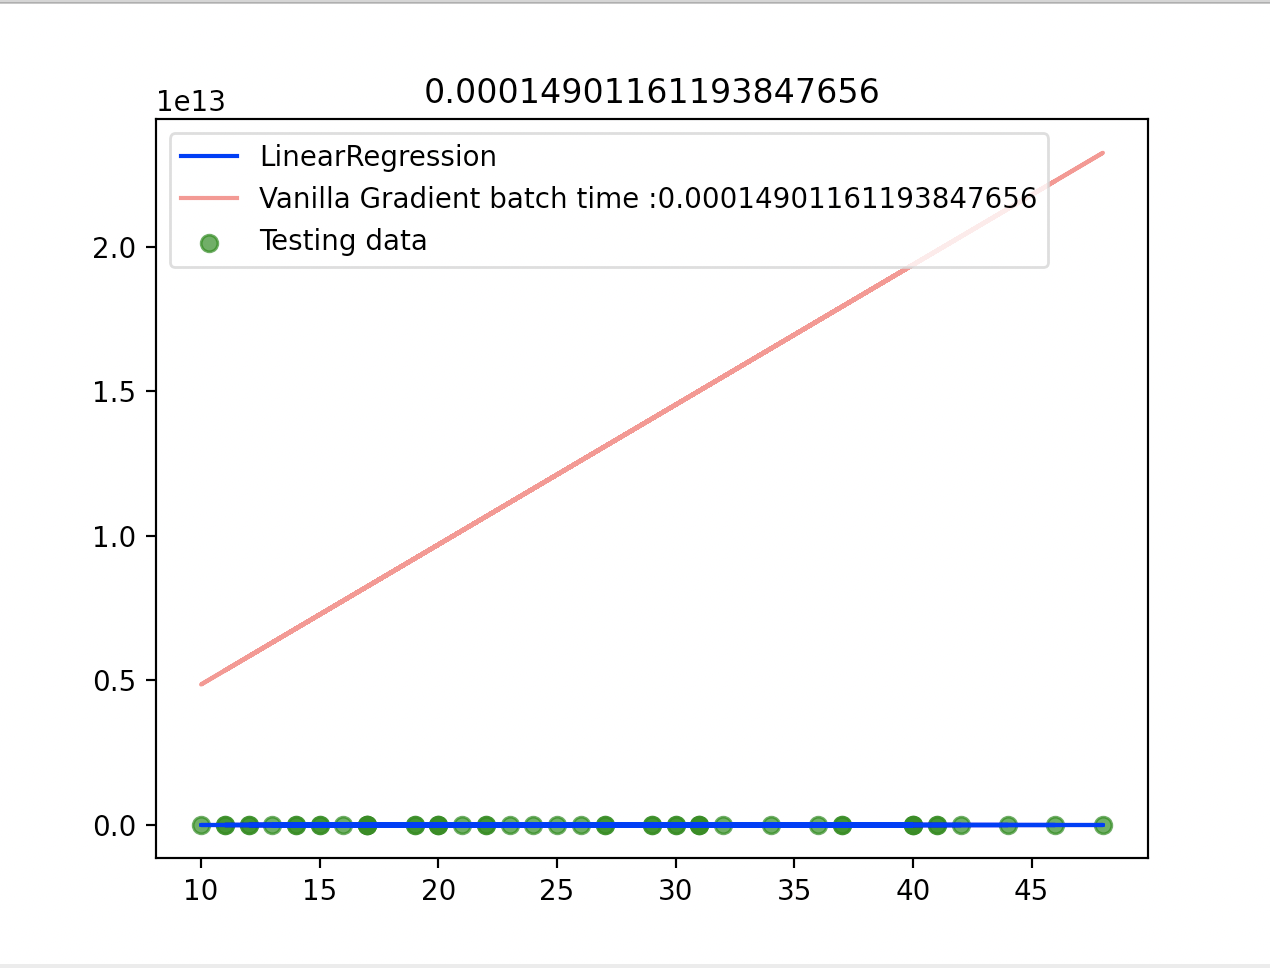 0.00014901161193847656
1e13
LinearRegression
Vanilla Gradient batch time :0.00014901161193847656
Testing data
2.0
1.5
1.0
0.5
0.0
10 15 20 25 30 35 40 45